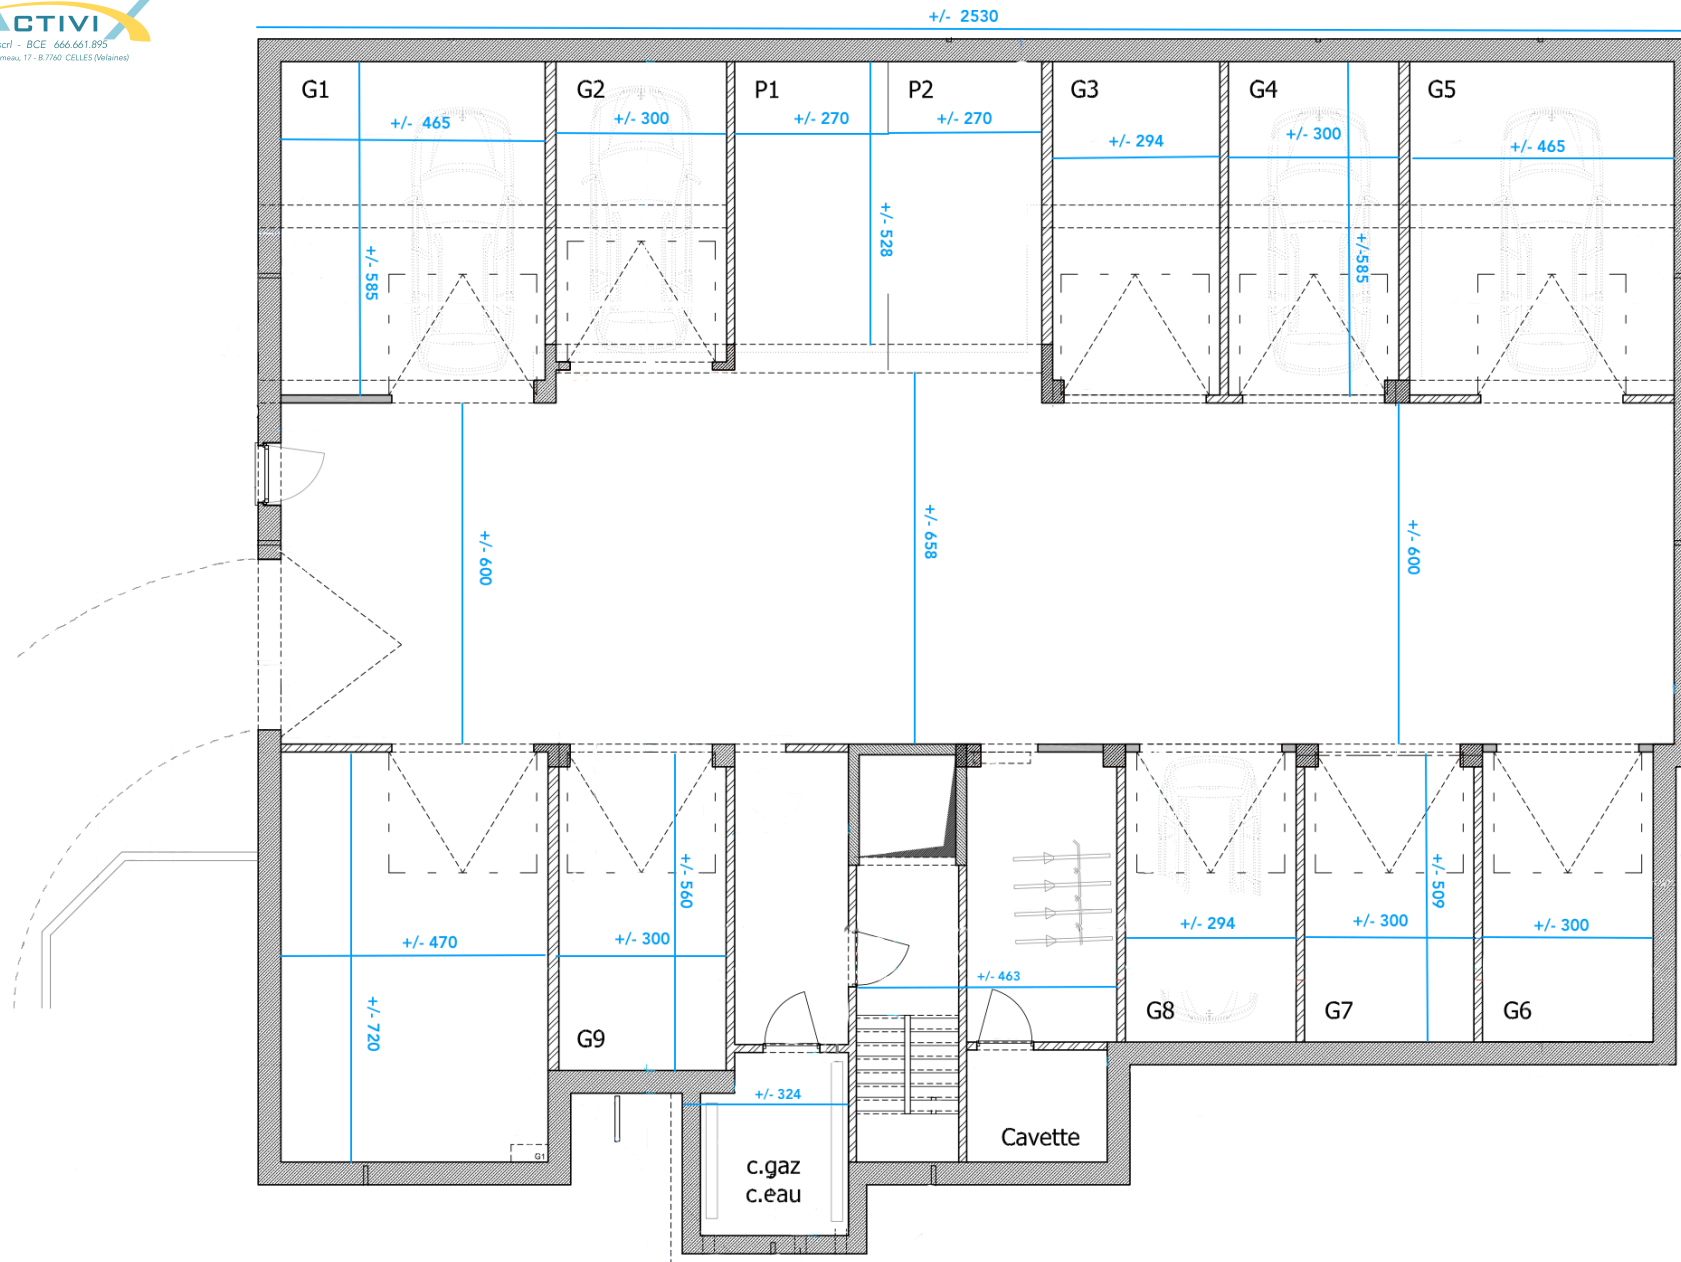 CTIVI
scrl - BCE 666.661.895
meau, 17 - B.7760 CELLES (Velaines)
+/- 2530
G1
G2
P1
P2
G3
G4
G5
+/- 465
+/- 300
+/- 270
+/- 270
+/- 294
+/- 300
+/- 465
+/- 585
+/- 528
+/-585
+/- 600
+/- 658
+/- 600
+/- 470
+/- 720
+/- 560
+/- 300
+/- 463
+/- 294
+/- 300
+/- 509
+/- 300
G9
G8
G7
G6
+/- 324
G1
c.gaz
c.eau
Cavette